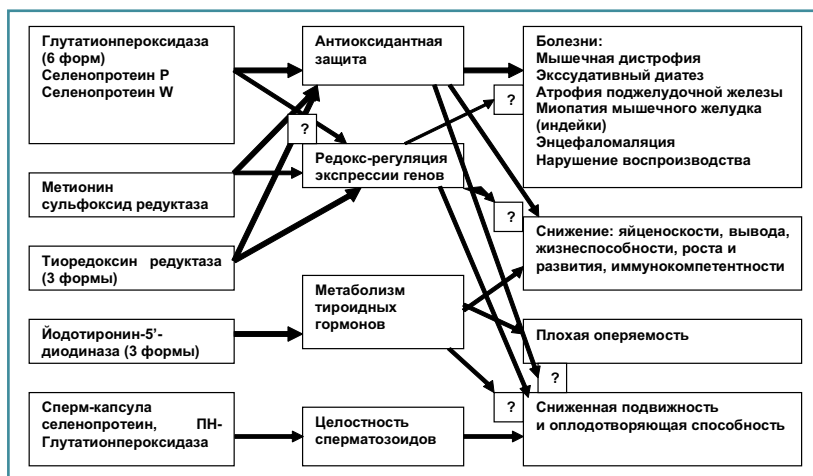 Глутатионпероксидаза
(6 форм)
Селенопротеин P
Селенопротеин W
Метионин
сульфоксид редуктаза
Тиоредоксин редуктаза
(3 формы)
Йодотиронин-5’-
диодиназа (3 формы)
Сперм-капсула
селенопротеин, ПН-
Глутатионпероксидаза
Антиоксидантная
защита
?
Редокс-регуляция
экспрессии генов
Метаболизм
тироидных
гормонов
Целостность
сперматозоидов
?
?
?
?
Болезни:
Мышечная дистрофия
Экссудативный диатез
Атрофия поджелудочной железы
Миопатия мышечного желудка
(индейки)
Энцефаломаляция
Нарушение воспроизводства
Снижение: яйценоскости, вывода,
жизнеспособности, роста и
развития, иммунокомпетентности
Плохая оперяемость
Сниженная подвижность
и оплодотворяющая способность